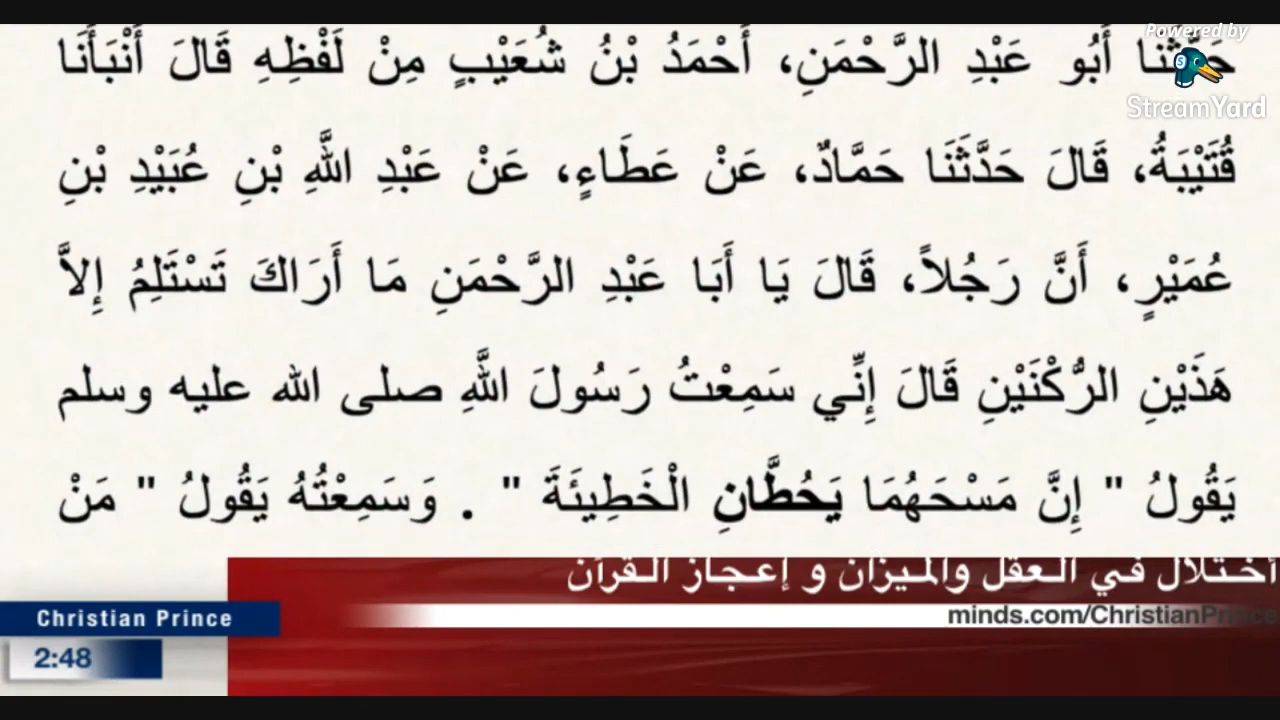 Powered by
StreamYard
حَدَّثَنَا أَبُو عَبْدِ الرَّحْمَنِ، أَحْمَدُ بْنُ شُعَيْبٍ مِنْ لَفْظِهِ قَالَ أَنْبَأَنَا
قُتَيْبَةُ، قَالَ حَدَّثَنَا حَمَّادٌ، عَنْ عَطَاءٍ، عَنْ عَبْدِ اللَّهِ بْنِ عُبَيْدِ بْنِ
عُمَيْرٍ، أَنَّ رَجُلاً، قَالَ يَا أَبَا عَبْدِ الرَّحْمَنِ مَا أَرَاكَ تَسْتَلِمُ إِلاَّ
هَذَيْنِ الرُّكْنَيْنِ قَالَ إِنِّي سَمِعْتُ رَسُولَ اللَّهِ صلى الله عليه وسلم
يَقُولُ " إِنَّ مَسْحَهُمَا يَحُطَّانِ الْخَطِيئَةَ " . وَسَمِعْتُهُ يَقُولُ " مَنْ
أختلال في العقل والميزان و إعجاز القرآن
Christian Prince
minds.com/ChristianPrince
2:48